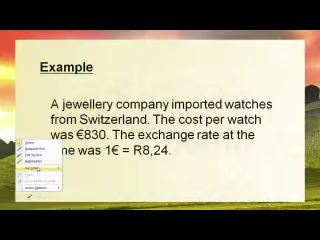 Example
A jewellery company imported watches
from Switzerland. The cost per watch
was €830. The exchange rate at the
was 1€ = R8,24.